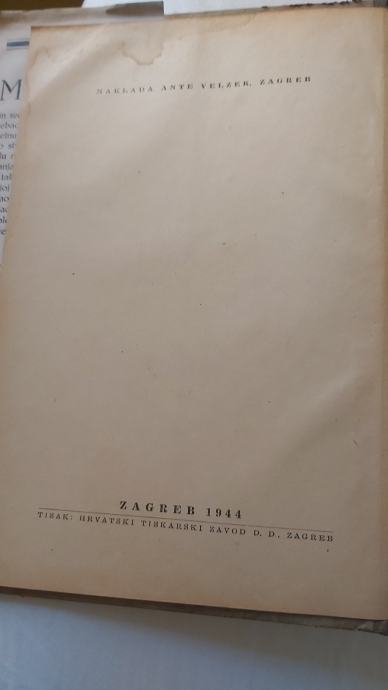 NAKLADA ANTE VELZEK, ZAGREB
M
ZAGREB 1944
TISAK: HRVATSKI TISKARSKI ZAVOD D. D., ZAGREB